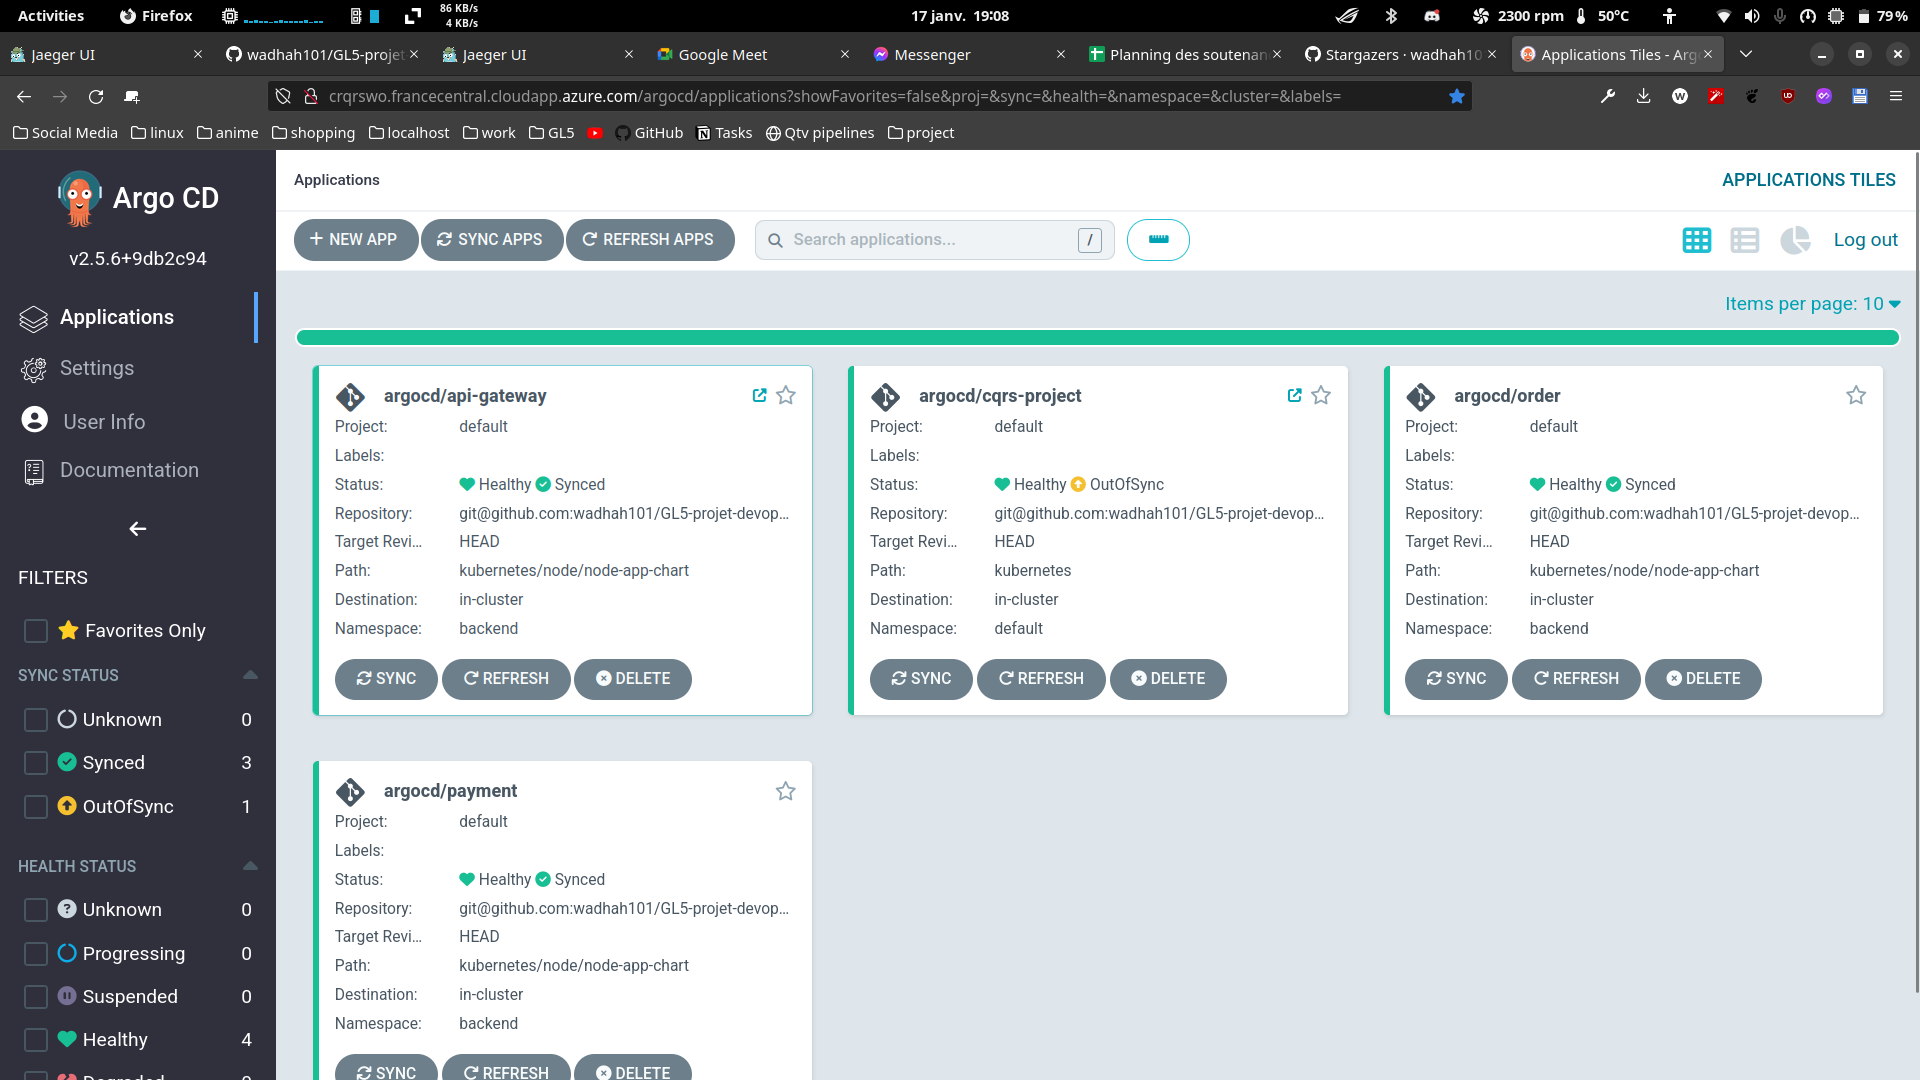 Activities Firefox 86 KB/s 4 KB/s 17 janv. 19:08 2300 rpm 50°C 79%
Jaeger UI wadhah101/GL5-projet Jaeger UI Google Meet Messenger Planning des soutenan Stargazers · wadhah10 Applications Tiles - Arg
crqrswo.francecentral.cloudapp.azure.com/argocd/applications?showFavorites=false&proj=&sync=&health=&namespace=&cluster=&labels=
Social Media linux anime shopping localhost work GL5 GitHub Tasks Qtv pipelines project
Argo CD
v2.5.6+9db2c94
Applications
Settings
User Info
Documentation
FILTERS
Favorites Only
SYNC STATUS
Unknown 0
Synced 3
OutOfSync 1
HEALTH STATUS
Unknown 0
Progressing 0
Suspended 0
Healthy 4
Applications APPLICATIONS TILES
NEW APP SYNC APPS REFRESH APPS Search applications... / Log out
Items per page: 10
argocd/api-gateway
Project: default
Labels:
Status: Healthy Synced
Repository: git@github.com:wadhah101/GL5-projet-devop...
Target Revi... HEAD
Path: kubernetes/node/node-app-chart
Destination: in-cluster
Namespace: backend
SYNC REFRESH DELETE
argocd/cqrs-project
Project: default
Labels:
Status: Healthy OutOfSync
Repository: git@github.com:wadhah101/GL5-projet-devop...
Target Revi... HEAD
Path: kubernetes
Destination: in-cluster
Namespace: default
SYNC REFRESH DELETE
argocd/order
Project: default
Labels:
Status: Healthy Synced
Repository: git@github.com:wadhah101/GL5-projet-devop...
Target Revi... HEAD
Path: kubernetes/node/node-app-chart
Destination: in-cluster
Namespace: backend
SYNC REFRESH DELETE
argocd/payment
Project: default
Labels:
Status: Healthy Synced
Repository: git@github.com:wadhah101/GL5-projet-devop...
Target Revi... HEAD
Path: kubernetes/node/node-app-chart
Destination: in-cluster
Namespace: backend
SYNC REFRESH DELETE